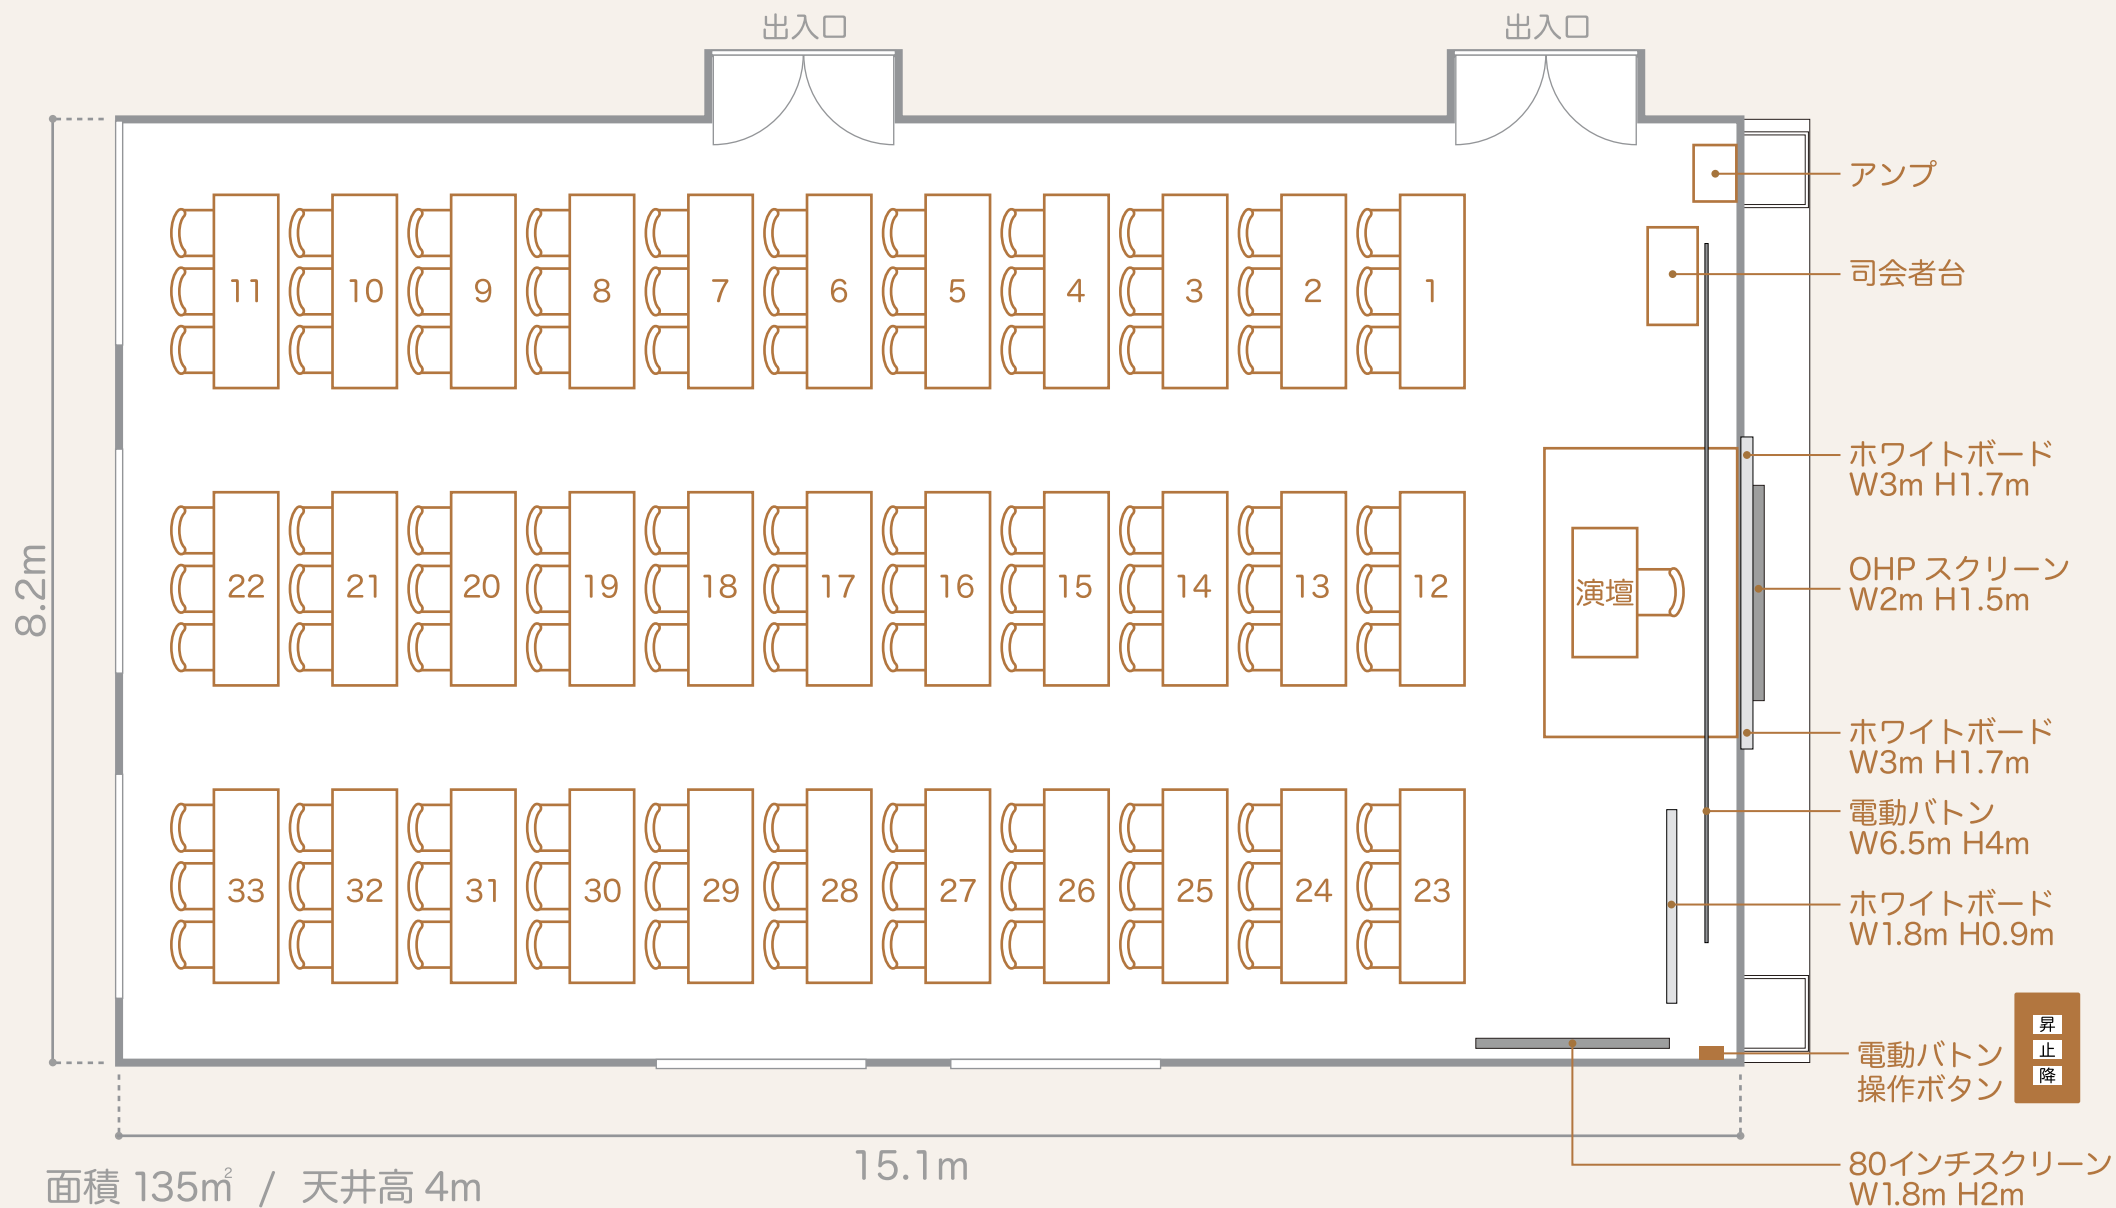 出入口
出入口
アンプ
司会者台
11 10 9 8 7 6 5 4 3 2 1
ホワイトボード
W3m H1.7m
OHP スクリーン
W2m H1.5m
22 21 20 19 18 17 16 15 14 13 12
演壇
8.2m
ホワイトボード
W3m H1.7m
電動バトン
W6.5m H4m
33 32 31 30 29 28 27 26 25 24 23
ホワイトボード
W1.8m H0.9m
電動バトン
操作ボタン
昇
止
降
15.1m
80インチスクリーン
W1.8m H2m
面積 135m² / 天井高 4m